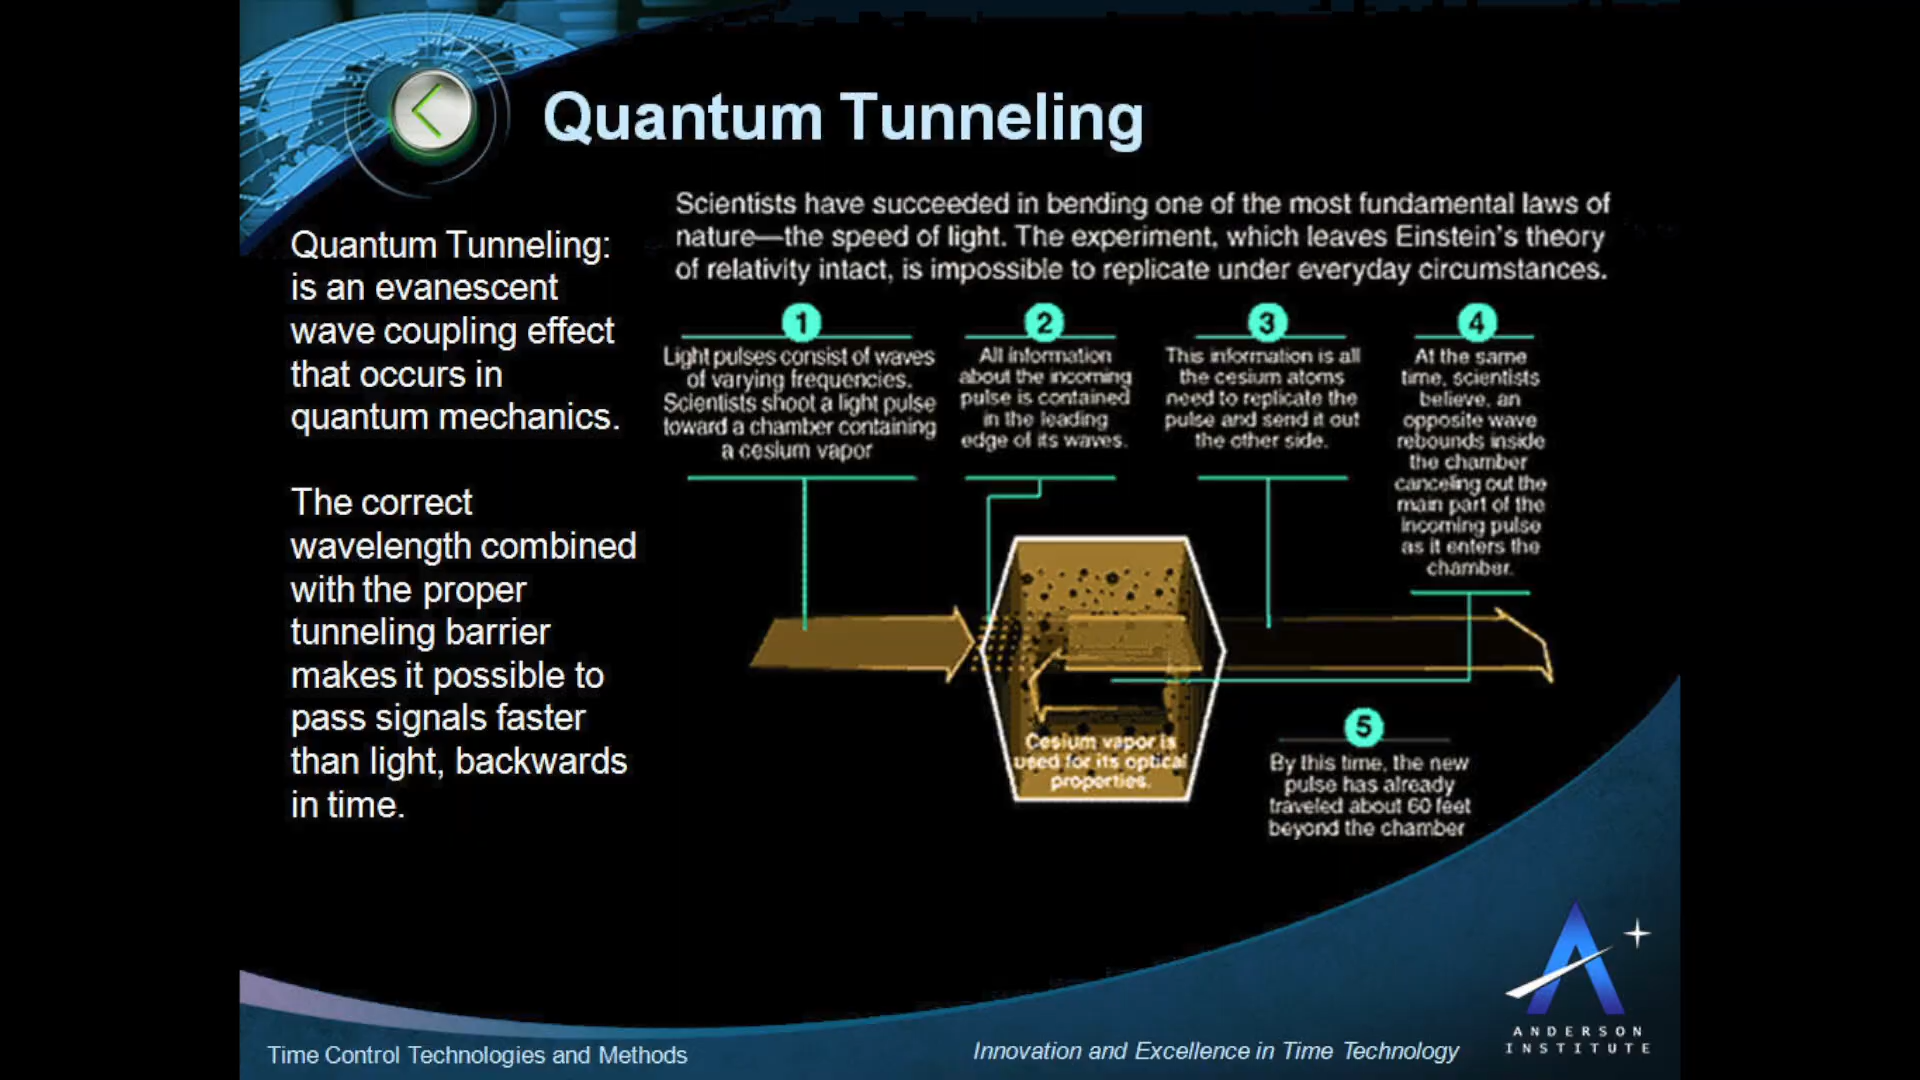 Quantum Tunneling
Quantum Tunneling:
is an evanescent
wave coupling effect
that occurs in
quantum mechanics.
The correct
wavelength combined
with the proper
tunneling barrier
makes it possible to
pass signals faster
than light, backwards
in time.
Scientists have succeeded in bending one of the most fundamental laws of
nature—the speed of light. The experiment, which leaves Einstein's theory
of relativity intact, is impossible to replicate under everyday circumstances.
1
Light pulses consist of waves
of varying frequencies.
Scientists shoot a light pulse
toward a chamber containing
a cesium vapor
2
All information
about the incoming
pulse is contained
in the leading
edge of its waves.
3
This information is all
the cesium atoms
need to replicate the
pulse and send it out
the other side.
4
At the same
time, scientists
believe, an
opposite wave
rebounds inside
the chamber
canceling out the
main part of the
incoming pulse
as it enters the
chamber.
Cesium vapor is
used for its optical
properties.
5
By this time, the new
pulse has already
traveled about 60 feet
beyond the chamber
Time Control Technologies and Methods
Innovation and Excellence in Time Technology
ANDERSON
INSTITUTE